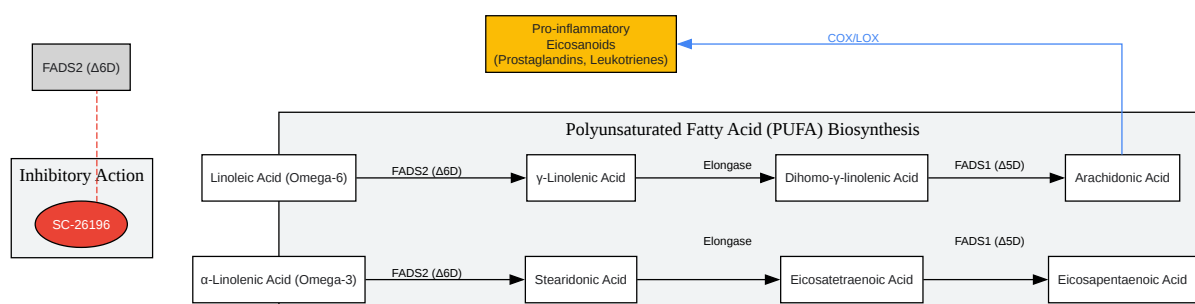 Pro-inflammatory
Eicosanoids
(Prostaglandins, Leukotrienes)
COX/LOX
FADS2 (Δ6D)
Inhibitory Action
SC-26196
Polyunsaturated Fatty Acid (PUFA) Biosynthesis
Linoleic Acid (Omega-6)
FADS2 (Δ6D)
γ-Linolenic Acid
Elongase
Dihomo-γ-linolenic Acid
FADS1 (Δ5D)
Arachidonic Acid
α-Linolenic Acid (Omega-3)
FADS2 (Δ6D)
Stearidonic Acid
Elongase
Eicosatetraenoic Acid
FADS1 (Δ5D)
Eicosapentaenoic Acid